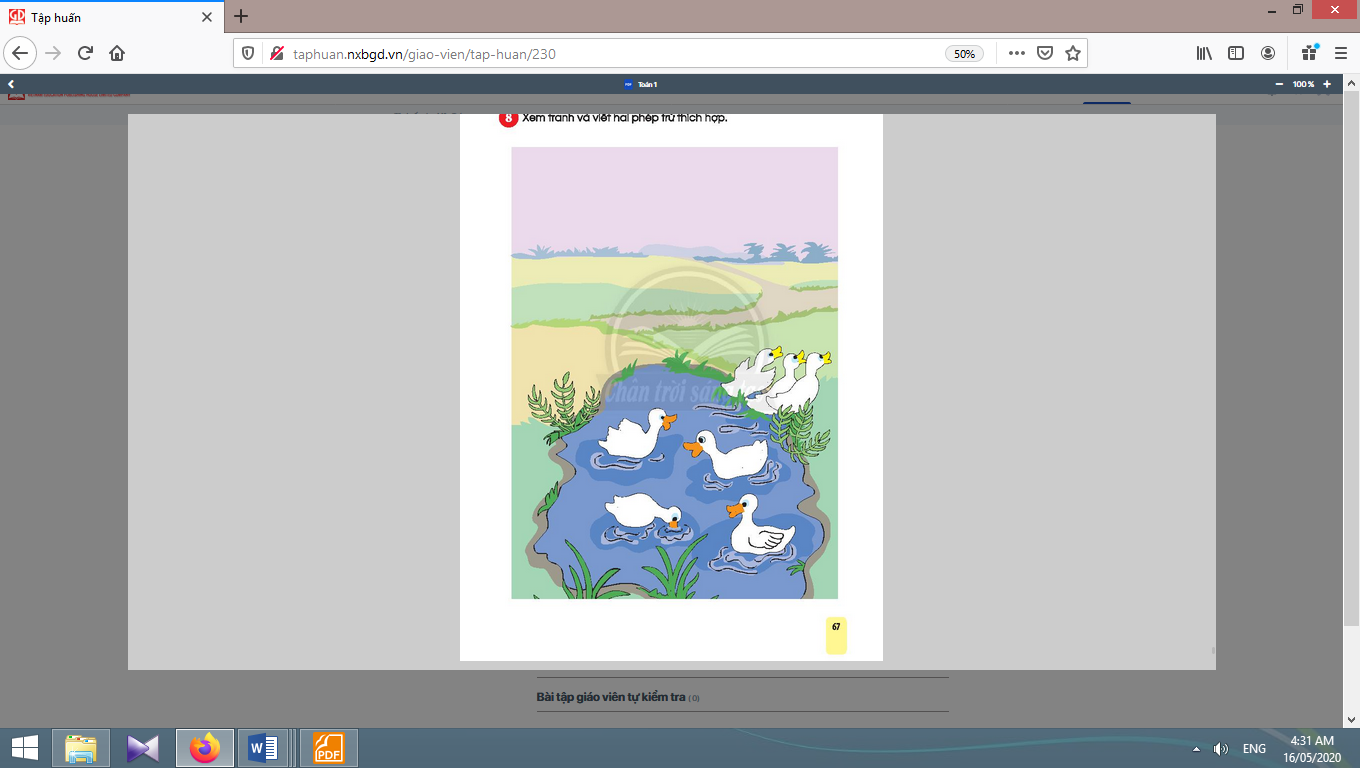 Tập huấn
taphuan.nxbgd.vn/giao-vien/tap-huan/230
50%
Toán 1
100 %
8 Xem tranh và viết hai phép trừ thích hợp.
Chân trời sáng tạo
67
Bài tập giáo viên tự kiểm tra ( 0)
PDF
ENG
4:31 AM
16/05/2020